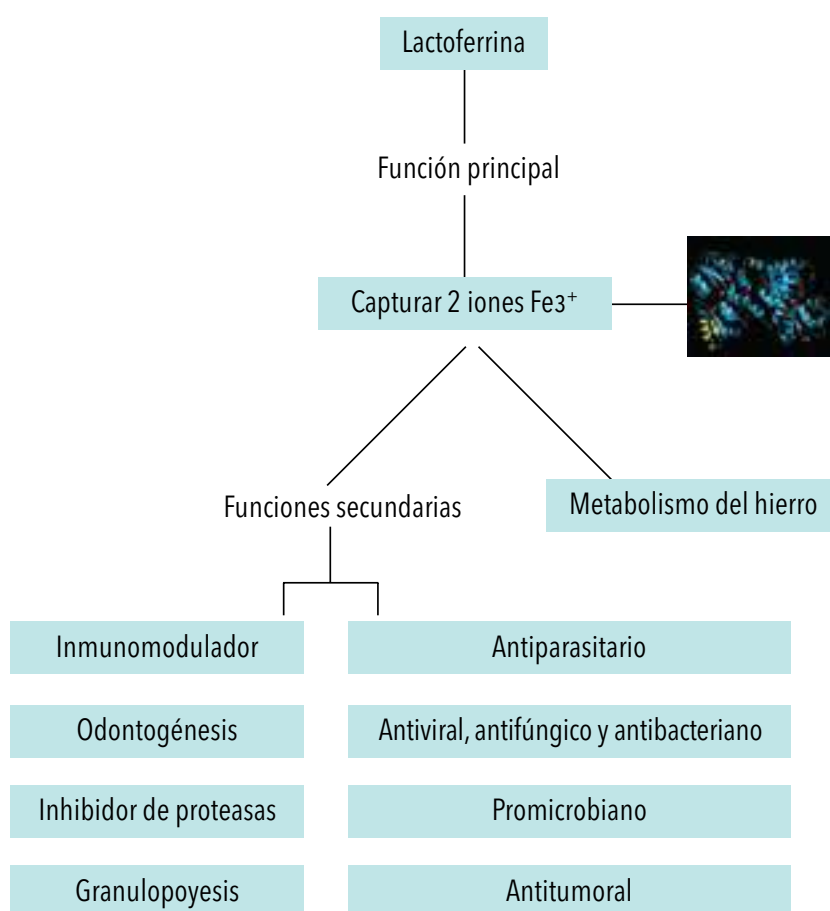 Lactoferrina
Función principal
Capturar 2 iones Fe3⁺
Funciones secundarias
Metabolismo del hierro
Inmunomodulador
Antiparasitario
Odontogénesis
Antiviral, antifúngico y antibacteriano
Inhibidor de proteasas
Promicrobiano
Granulopoyesis
Antitumoral